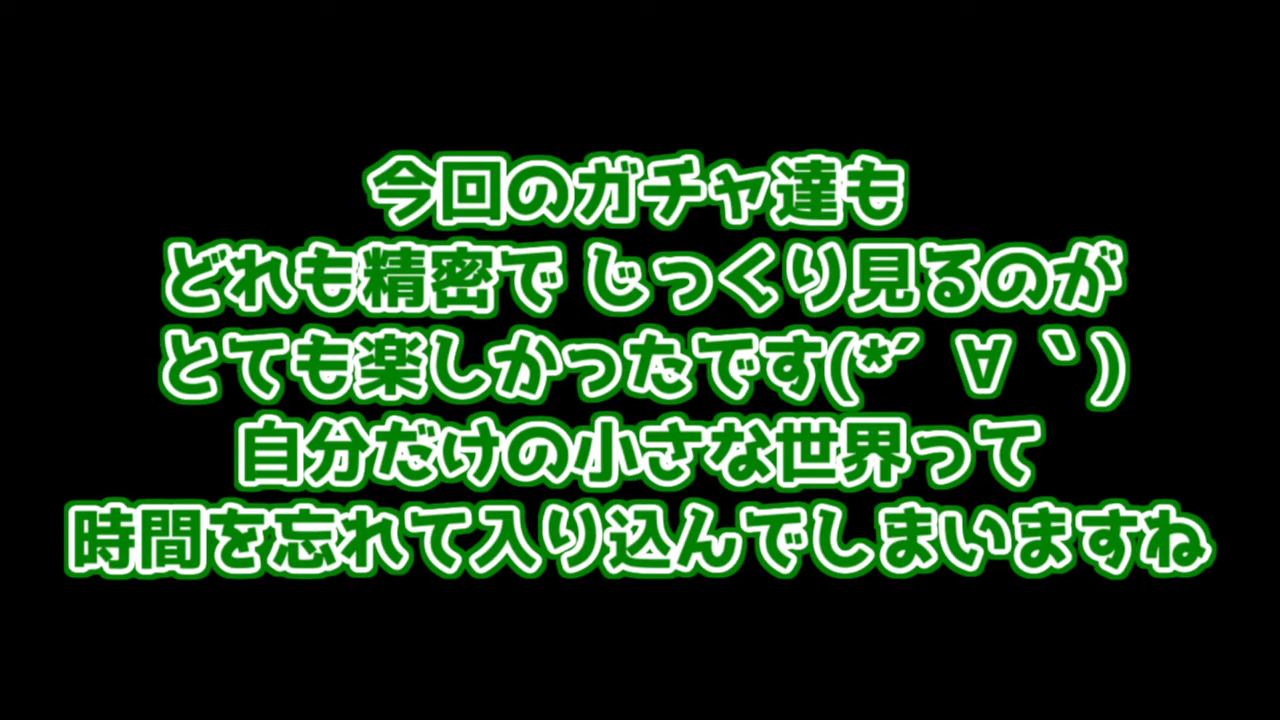 今回のガチャ達も
どれも精密で じっくり見るのが
とても楽しかったです(*´ ∀ ｀)
自分だけの小さな世界って
時間を忘れて入り込んでしまいますね